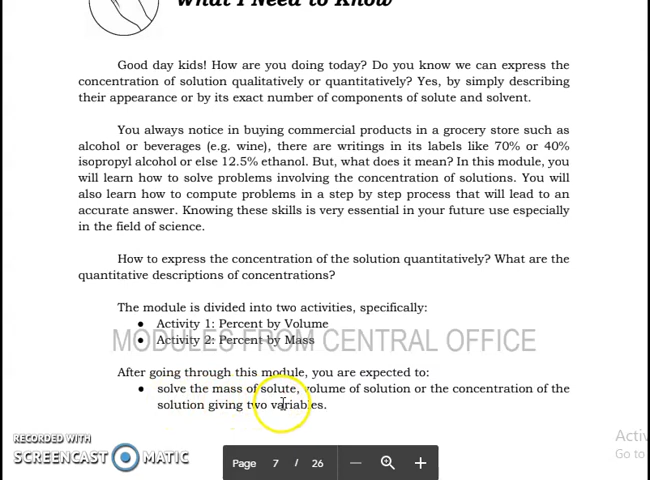 What I Need to Know
Good day kids! How are you doing today? Do you know we can express the
concentration of solution qualitatively or quantitatively? Yes, by simply describing
their appearance or by its exact number of components of solute and solvent.
You always notice in buying commercial products in a grocery store such as
alcohol or beverages (e.g. wine), there are writings in its labels like 70% or 40%
isopropyl alcohol or else 12.5% ethanol. But, what does it mean? In this module, you
will learn how to solve problems involving the concentration of solutions. You will
also learn how to compute problems in a step by step process that will lead to an
accurate answer. Knowing these skills is very essential in your future use especially
in the field of science.
How to express the concentration of the solution quantitatively? What are the
quantitative descriptions of concentrations?
The module is divided into two activities, specifically:
● Activity 1: Percent by Volume
MODULES FROM CENTRAL OFFICE
● Activity 2: Percent by Mass
After going through this module, you are expected to:
● solve the mass of solute, volume of solution or the concentration of the
solution giving two variables.
RECORDED WITH
SCREENCAST MATIC
Page 7 / 26
Activ
Go to